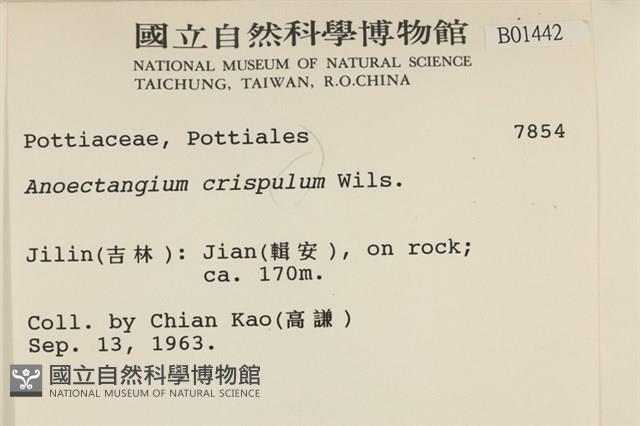 國立自然科學博物館
B01442
NATIONAL MUSEUM OF NATURAL SCIENCE
TAICHUNG, TAIWAN, R.O.CHINA
Pottiaceae, Pottiales 7854
Anoectangium crispulum Wils.
Jilin(吉林): Jian(輯安), on rock;
ca. 170m.
Coll. by Chian Kao(高謙)
Sep. 13, 1963.
國立自然科學博物館
NATIONAL MUSEUM OF NATURAL SCIENCE